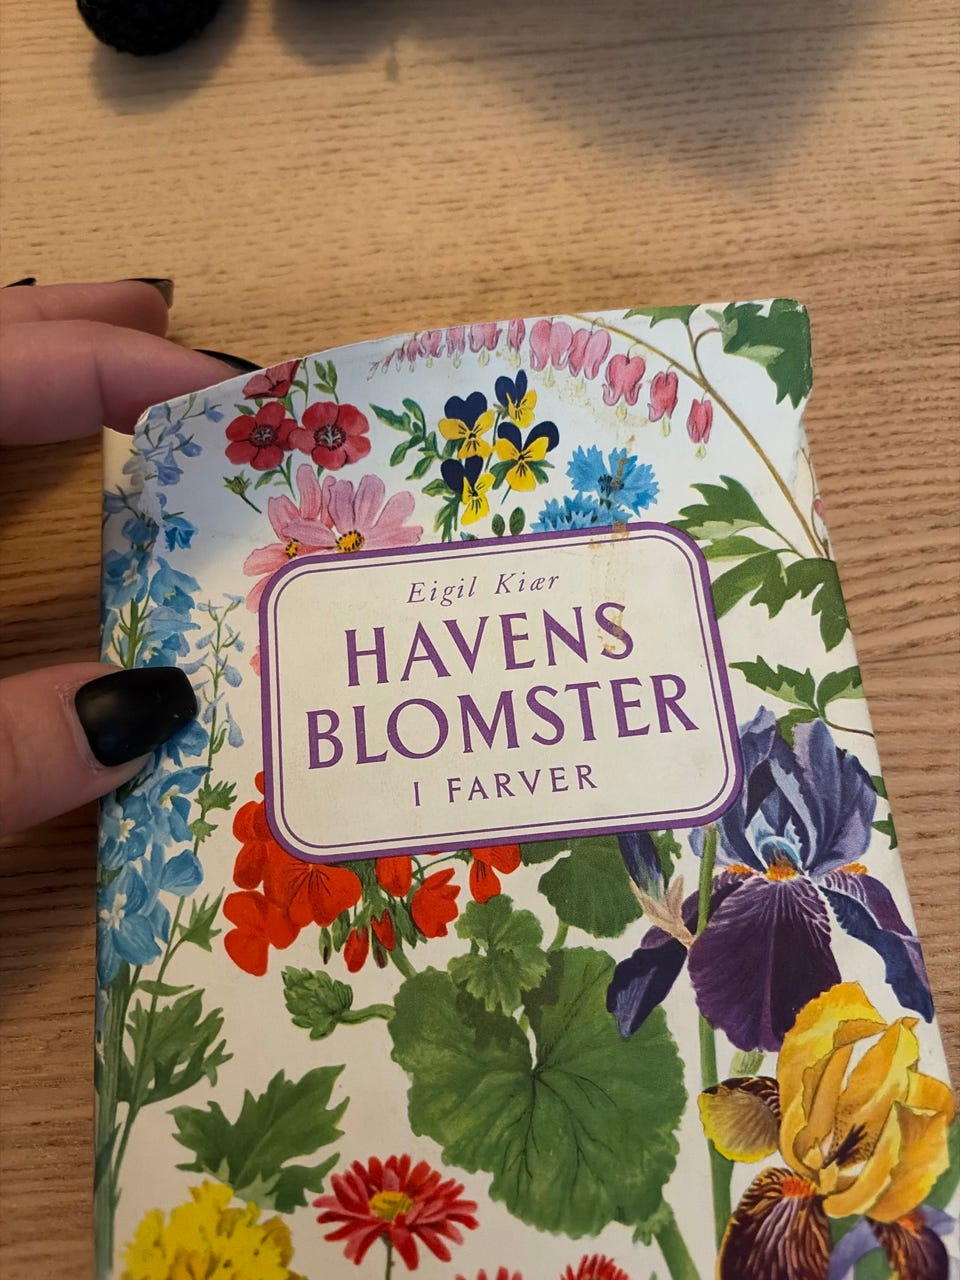 Eigil Kiær
HAVENS
BLOMSTER
I FARVER